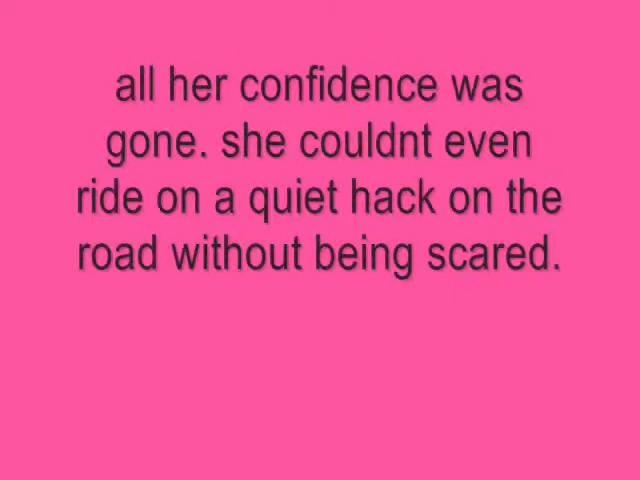 all her confidence was
gone. she couldnt even
ride on a quiet hack on the
road without being scared.